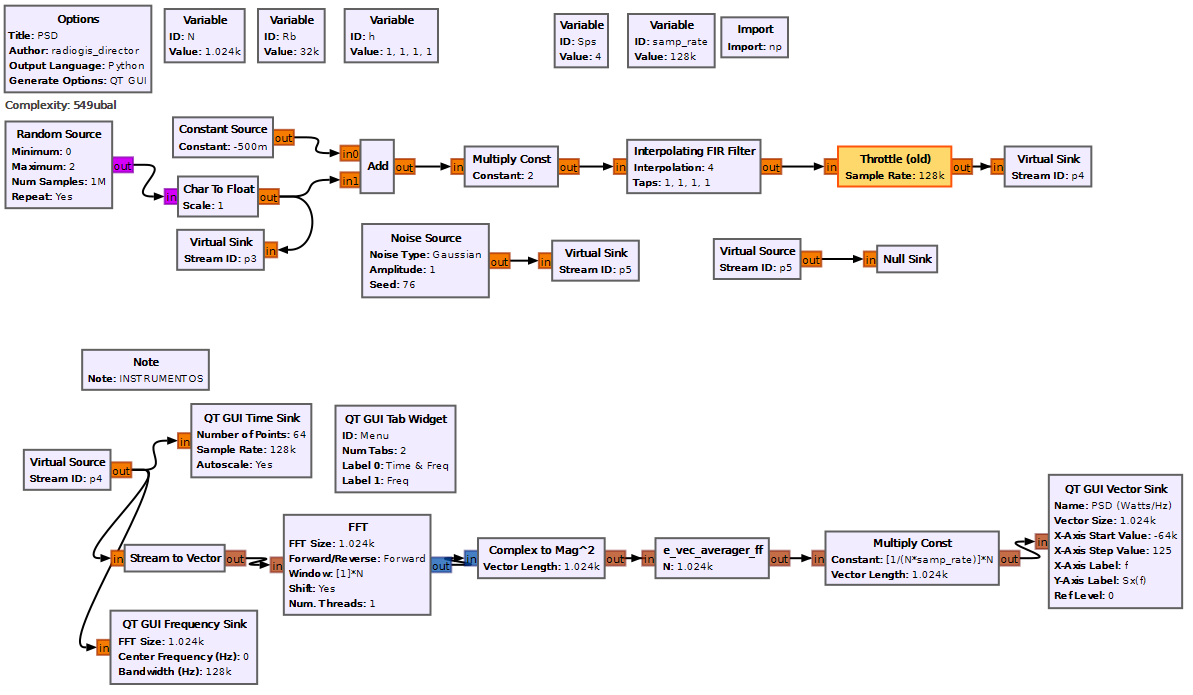 Options
Title: PSD
Author: radiogis_director
Output Language: Python
Generate Options: QT GUI
Variable
ID: N
Value: 1.024k
Variable
ID: Rb
Value: 32k
Variable
ID: h
Value: 1, 1, 1, 1
Variable
ID: Sps
Value: 4
Variable
ID: samp_rate
Value: 128k
Import
Import: np
Complexity: 549ubal
Random Source
Minimum: 0
Maximum: 2
Num Samples: 1M
Repeat: Yes
out
Constant Source
Constant: -500m
out
in
Char To Float
Scale: 1
out
in0
in1
Add
out
in
Multiply Const
Constant: 2
out
in
Interpolating FIR Filter
Interpolation: 4
Taps: 1, 1, 1, 1
out
in
Throttle (old)
Sample Rate: 128k
out
in
Virtual Sink
Stream ID: p4
Virtual Sink
Stream ID: p3
in
Noise Source
Noise Type: Gaussian
Amplitude: 1
Seed: 76
out
in
Virtual Sink
Stream ID: p5
Virtual Source
Stream ID: p5
out
in
Null Sink
Note
Note: INSTRUMENTOS
Virtual Source
Stream ID: p4
out
in
QT GUI Time Sink
Number of Points: 64
Sample Rate: 128k
Autoscale: Yes
QT GUI Tab Widget
ID: Menu
Num Tabs: 2
Label 0: Time & Freq
Label 1: Freq
in
Stream to Vector
out
in
FFT
FFT Size: 1.024k
Forward/Reverse: Forward
Window: [1]*N
Shift: Yes
Num. Threads: 1
out
in
Complex to Mag^2
Vector Length: 1.024k
out
in
e_vec_averager_ff
N: 1.024k
out
in
Multiply Const
Constant: [1/(N*samp_rate)]*N
Vector Length: 1.024k
out
in
QT GUI Vector Sink
Name: PSD (Watts/Hz)
Vector Size: 1.024k
X-Axis Start Value: -64k
X-Axis Step Value: 125
X-Axis Label: f
Y-Axis Label: Sx(f)
Ref Level: 0
in
QT GUI Frequency Sink
FFT Size: 1.024k
Center Frequency (Hz): 0
Bandwidth (Hz): 128k